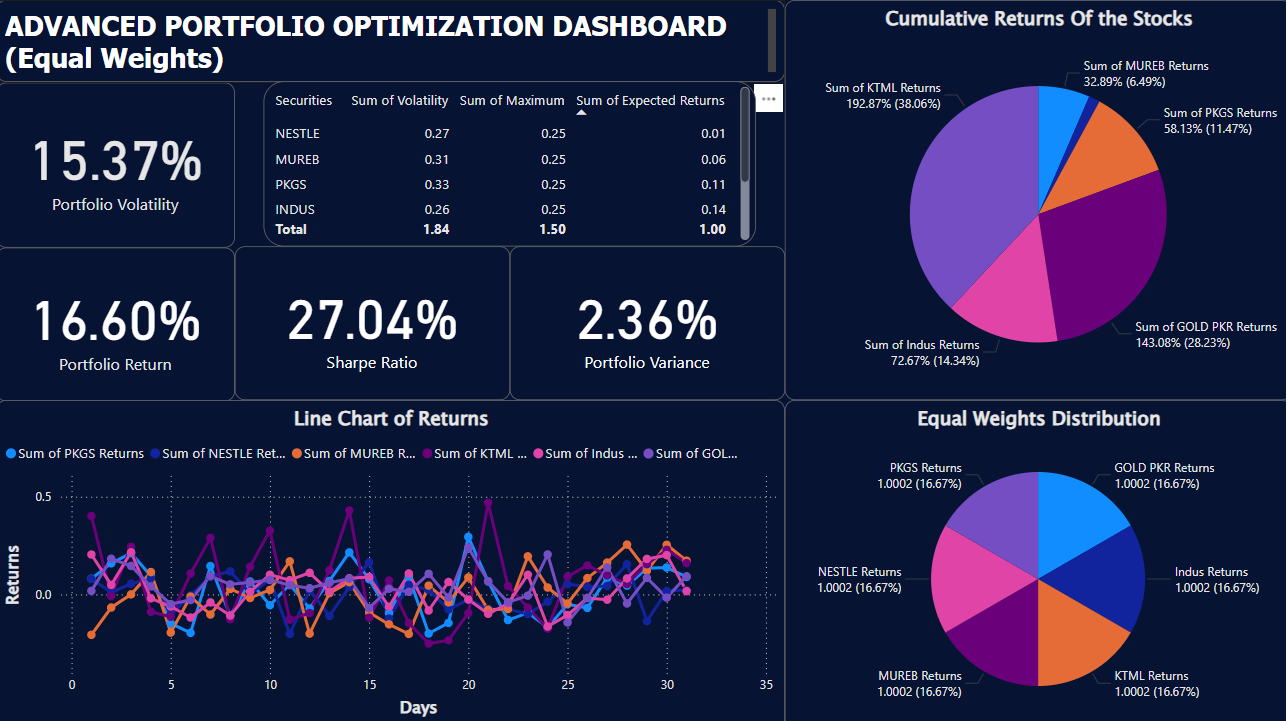 ADVANCED PORTFOLIO OPTIMIZATION DASHBOARD
(Equal Weights)
15.37%
Portfolio Volatility
Securities Sum of Volatility Sum of Maximum Sum of Expected Returns
NESTLE 0.27 0.25 0.01
MUREB 0.31 0.25 0.06
PKGS 0.33 0.25 0.11
INDUS 0.26 0.25 0.14
Total 1.84 1.50 1.00
16.60%
Portfolio Return
27.04%
Sharpe Ratio
2.36%
Portfolio Variance
Cumulative Returns Of the Stocks
Sum of MUREB Returns
32.89% (6.49%)
Sum of KTML Returns
192.87% (38.06%)
Sum of PKGS Returns
58.13% (11.47%)
Sum of GOLD PKR Returns
143.08% (28.23%)
Sum of Indus Returns
72.67% (14.34%)
Line Chart of Returns
Sum of PKGS Returns Sum of NESTLE Ret... Sum of MUREB R... Sum of KTML ... Sum of Indus ... Sum of GOL...
0.5
0.0
Returns
0 5 10 15 20 25 30 35
Days
Equal Weights Distribution
PKGS Returns
1.0002 (16.67%)
GOLD PKR Returns
1.0002 (16.67%)
NESTLE Returns
1.0002 (16.67%)
Indus Returns
1.0002 (16.67%)
MUREB Returns
1.0002 (16.67%)
KTML Returns
1.0002 (16.67%)